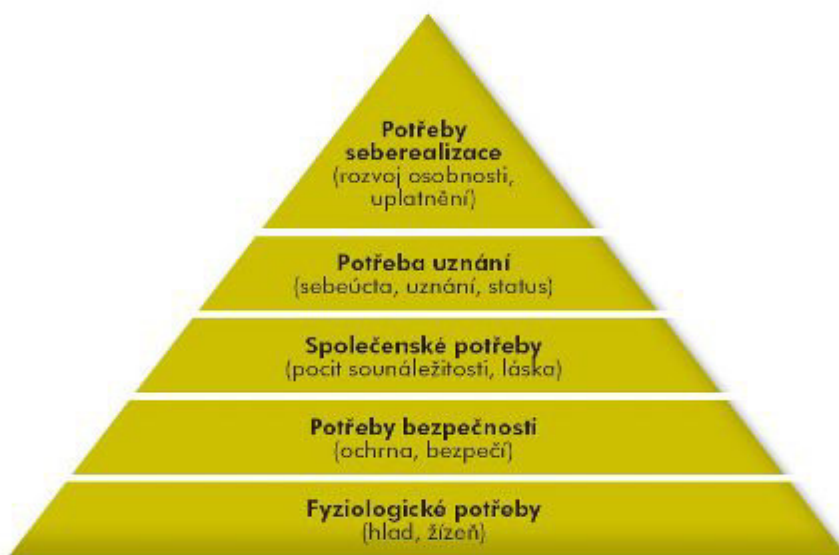 Potřeby
seberealizace
(rozvoj osobnosti,
uplatnění)
Potřeba uznání
(sebeúcta, uznání, status)
Společenské potřeby
(pocit sounáležitosti, láska)
Potřeby bezpečnosti
(ochrna, bezpečí)
Fyziologické potřeby
(hlad, žízeň)